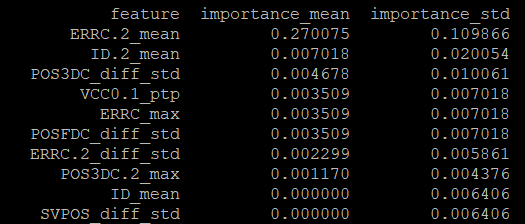 feature importance_mean importance_std
ERRC.2_mean 0.270075 0.109866
ID.2_mean 0.007018 0.020054
POS3DC_diff_std 0.004678 0.010061
VCC0.1_ptp 0.003509 0.007018
ERRC_max 0.003509 0.007018
POSFDC_diff_std 0.003509 0.007018
ERRC.2_diff_std 0.002299 0.005861
POS3DC.2_max 0.001170 0.004376
ID_mean 0.000000 0.006406
SVPOS_diff_std 0.000000 0.006406